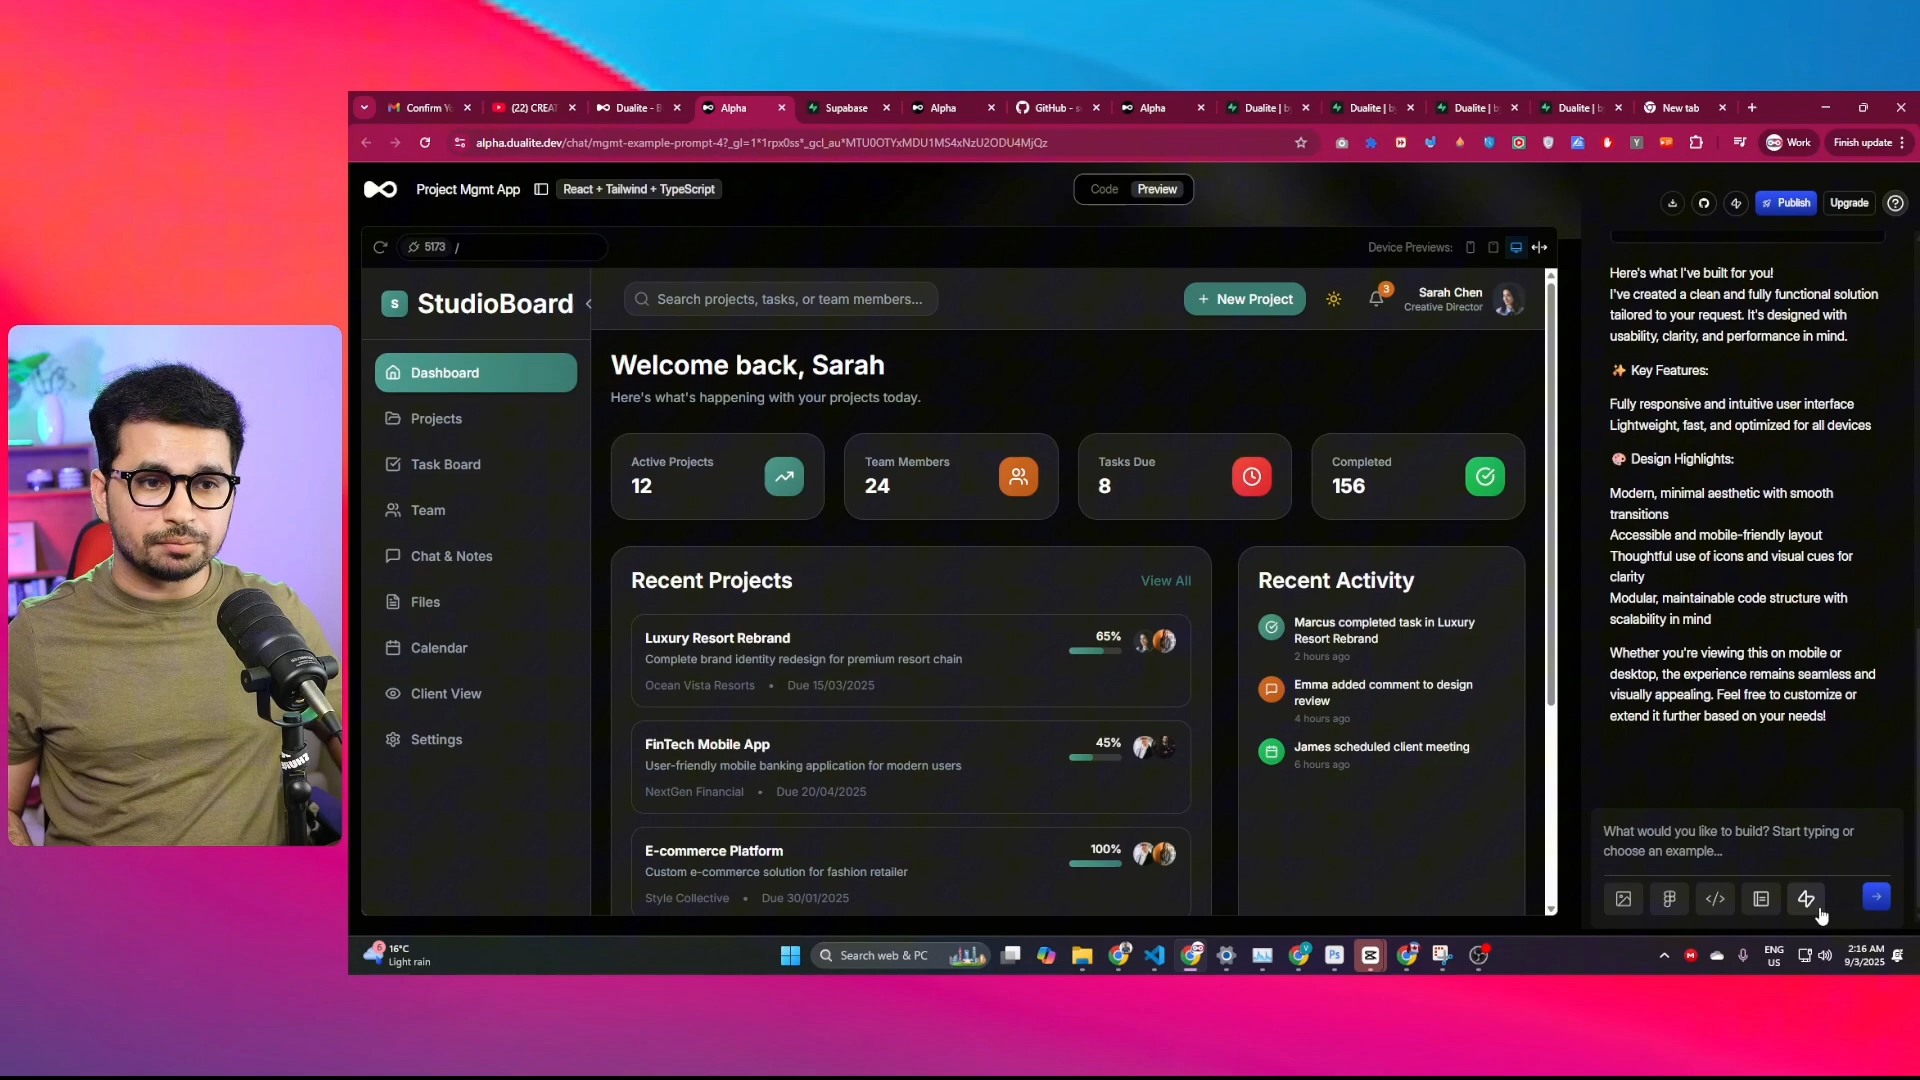 Confirm Yo
(22) CREAT
Dualite - B
Alpha
Supabase
Alpha
GitHub - s
Alpha
Dualite | b
Dualite | b
Dualite | b
Dualite | b
New tab
alpha.dualite.dev/chat/mgmt-example-prompt-4?_gl=1*1rpx0ss*_gcl_au*MTU0OTYxMDU1MS4xNzU2ODU4MjQz
Work
Finish update
Project Mgmt App
React + Tailwind + TypeScript
Code
Preview
Publish
Upgrade
5173 /
Device Previews:
S StudioBoard
Search projects, tasks, or team members...
+ New Project
3
Sarah Chen
Creative Director
Dashboard
Projects
Task Board
Team
Chat & Notes
Files
Calendar
Client View
Settings
Welcome back, Sarah
Here's what's happening with your projects today.
Active Projects
12
Team Members
24
Tasks Due
8
Completed
156
Recent Projects
View All
Luxury Resort Rebrand
65%
Complete brand identity redesign for premium resort chain
Ocean Vista Resorts • Due 15/03/2025
FinTech Mobile App
45%
User-friendly mobile banking application for modern users
NextGen Financial • Due 20/04/2025
E-commerce Platform
100%
Custom e-commerce solution for fashion retailer
Style Collective • Due 30/01/2025
Recent Activity
Marcus completed task in Luxury
Resort Rebrand
2 hours ago
Emma added comment to design
review
4 hours ago
James scheduled client meeting
6 hours ago
Here's what I've built for you!
I've created a clean and fully functional solution
tailored to your request. It's designed with
usability, clarity, and performance in mind.
✨ Key Features:
Fully responsive and intuitive user interface
Lightweight, fast, and optimized for all devices
🎨 Design Highlights:
Modern, minimal aesthetic with smooth
transitions
Accessible and mobile-friendly layout
Thoughtful use of icons and visual cues for
clarity
Modular, maintainable code structure with
scalability in mind
Whether you're viewing this on mobile or
desktop, the experience remains seamless and
visually appealing. Feel free to customize or
extend it further based on your needs!
What would you like to build? Start typing or
choose an example...
6
16°C
Light rain
Search web & PC
Ps
ENG
US
2:16 AM
9/3/2025